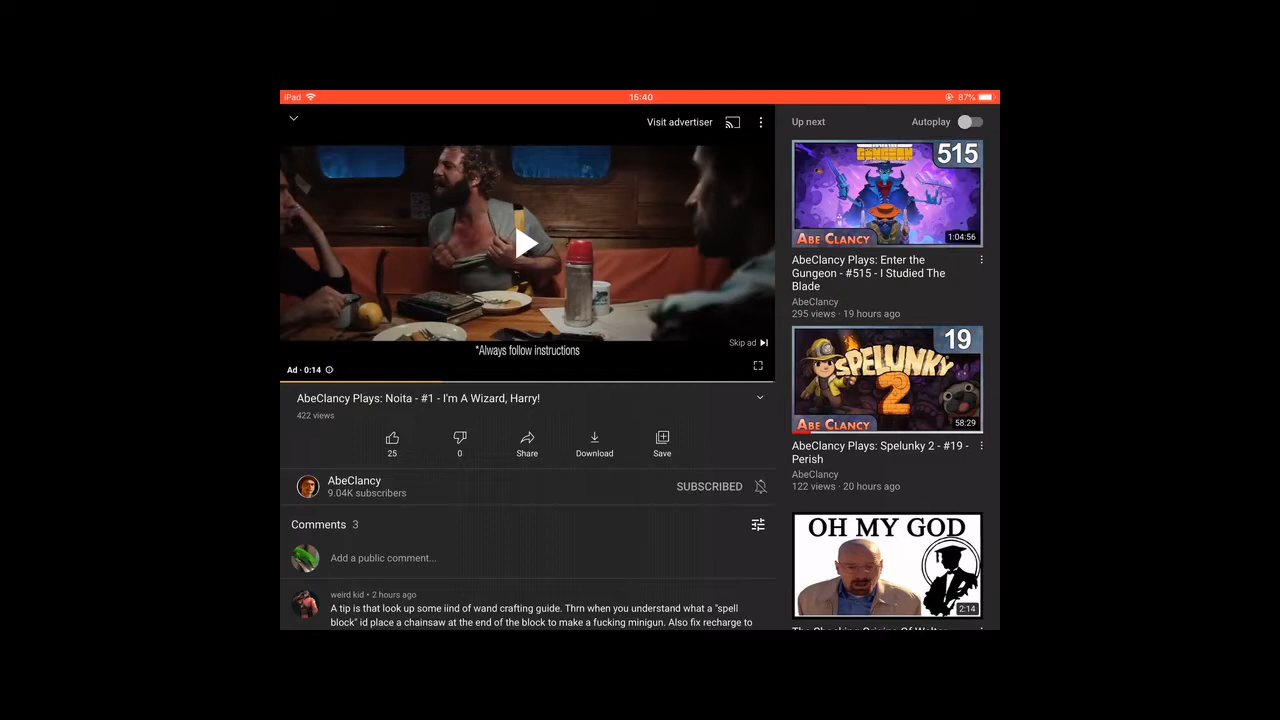 iPad
15:40
87%
Visit advertiser
*Always follow instructions
Skip ad
Ad · 0:14
AbeClancy Plays: Noita - #1 - I'm A Wizard, Harry!
422 views
25
0
Share
Download
Save
AbeClancy
9.04K subscribers
SUBSCRIBED
Comments 3
Add a public comment...
weird kid • 2 hours ago
A tip is that look up some iind of wand crafting guide. Thrn when you understand what a "spell
block" id place a chainsaw at the end of the block to make a fucking minigun. Also fix recharge to
Up next
Autoplay
GUNGEON
515
ABE CLANCY
1:04:56
AbeClancy Plays: Enter the
Gungeon - #515 - I Studied The
Blade
AbeClancy
295 views · 19 hours ago
19
SPELUNKY
2
ABE CLANCY
58:29
AbeClancy Plays: Spelunky 2 - #19 -
Perish
AbeClancy
122 views · 20 hours ago
OH MY GOD
2:14